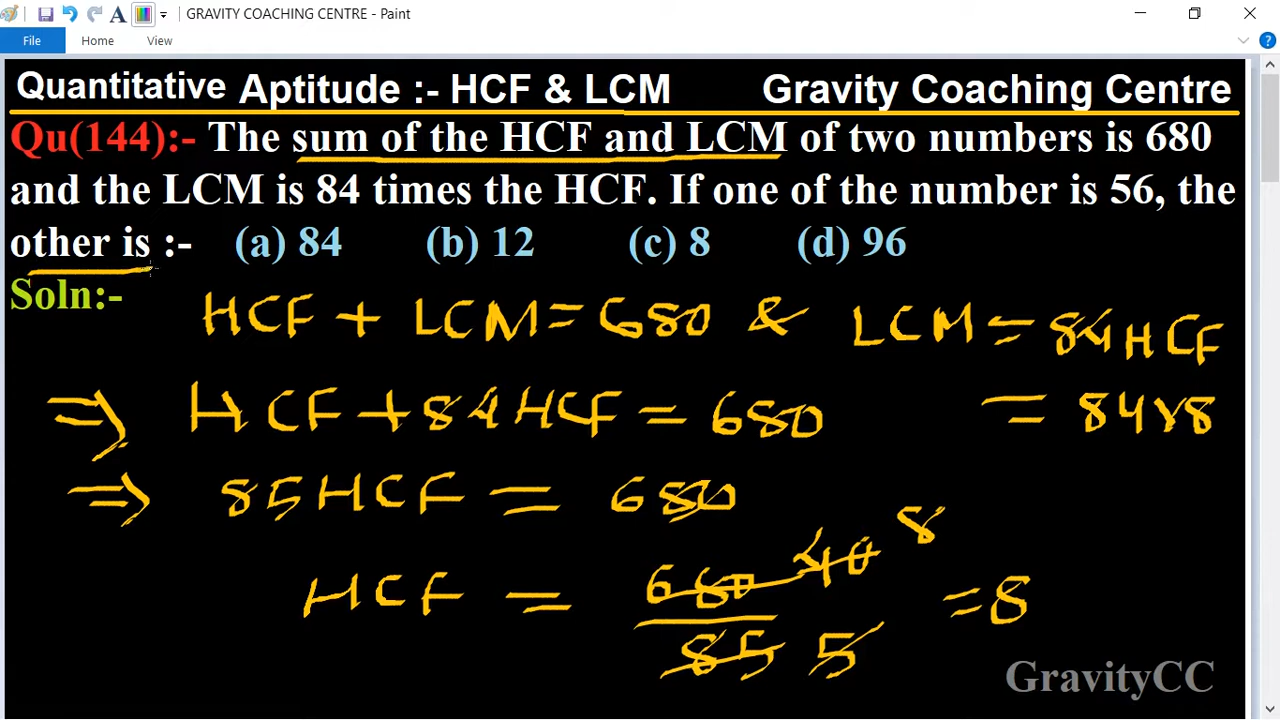 GRAVITY COACHING CENTRE - Paint
File Home View
Quantitative Aptitude :- HCF & LCM Gravity Coaching Centre
Qu(144):- The sum of the HCF and LCM of two numbers is 680
and the LCM is 84 times the HCF. If one of the number is 56, the
other is :- (a) 84 (b) 12 (c) 8 (d) 96
Soln:-
HCF + LCM = 680 & LCM = 84 HCF
⇒ HCF + 84 HCF = 680 = 84×8
⇒ 85 HCF = 680
HCF = 680/85 40/5 8 = 8
GravityCC